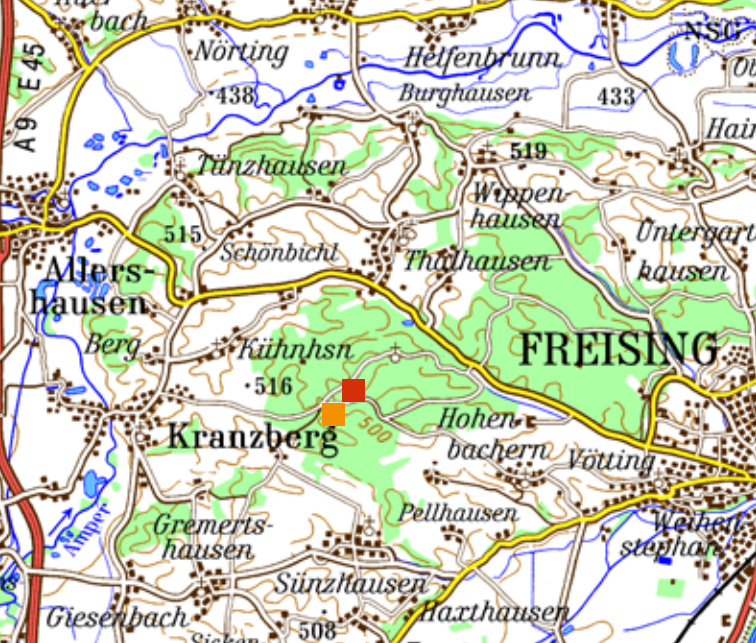 bach
Nörting
Helfenbrunn
NSG
A9 E45
438
Burghausen
433
Hain
Tünzhausen
519
Wippen-
hausen
515
Schönbichl
Thalhausen
Untergart
hausen
Allers-
hausen
Berg
Kühnhsn
FREISING
516
Kranzberg
500
Hohen
bachern
Vötting
Amper
Gremerts-
hausen
Pellhausen
Weihen
stephan
Sünzhausen
Giesenbach
508
Haxthausen